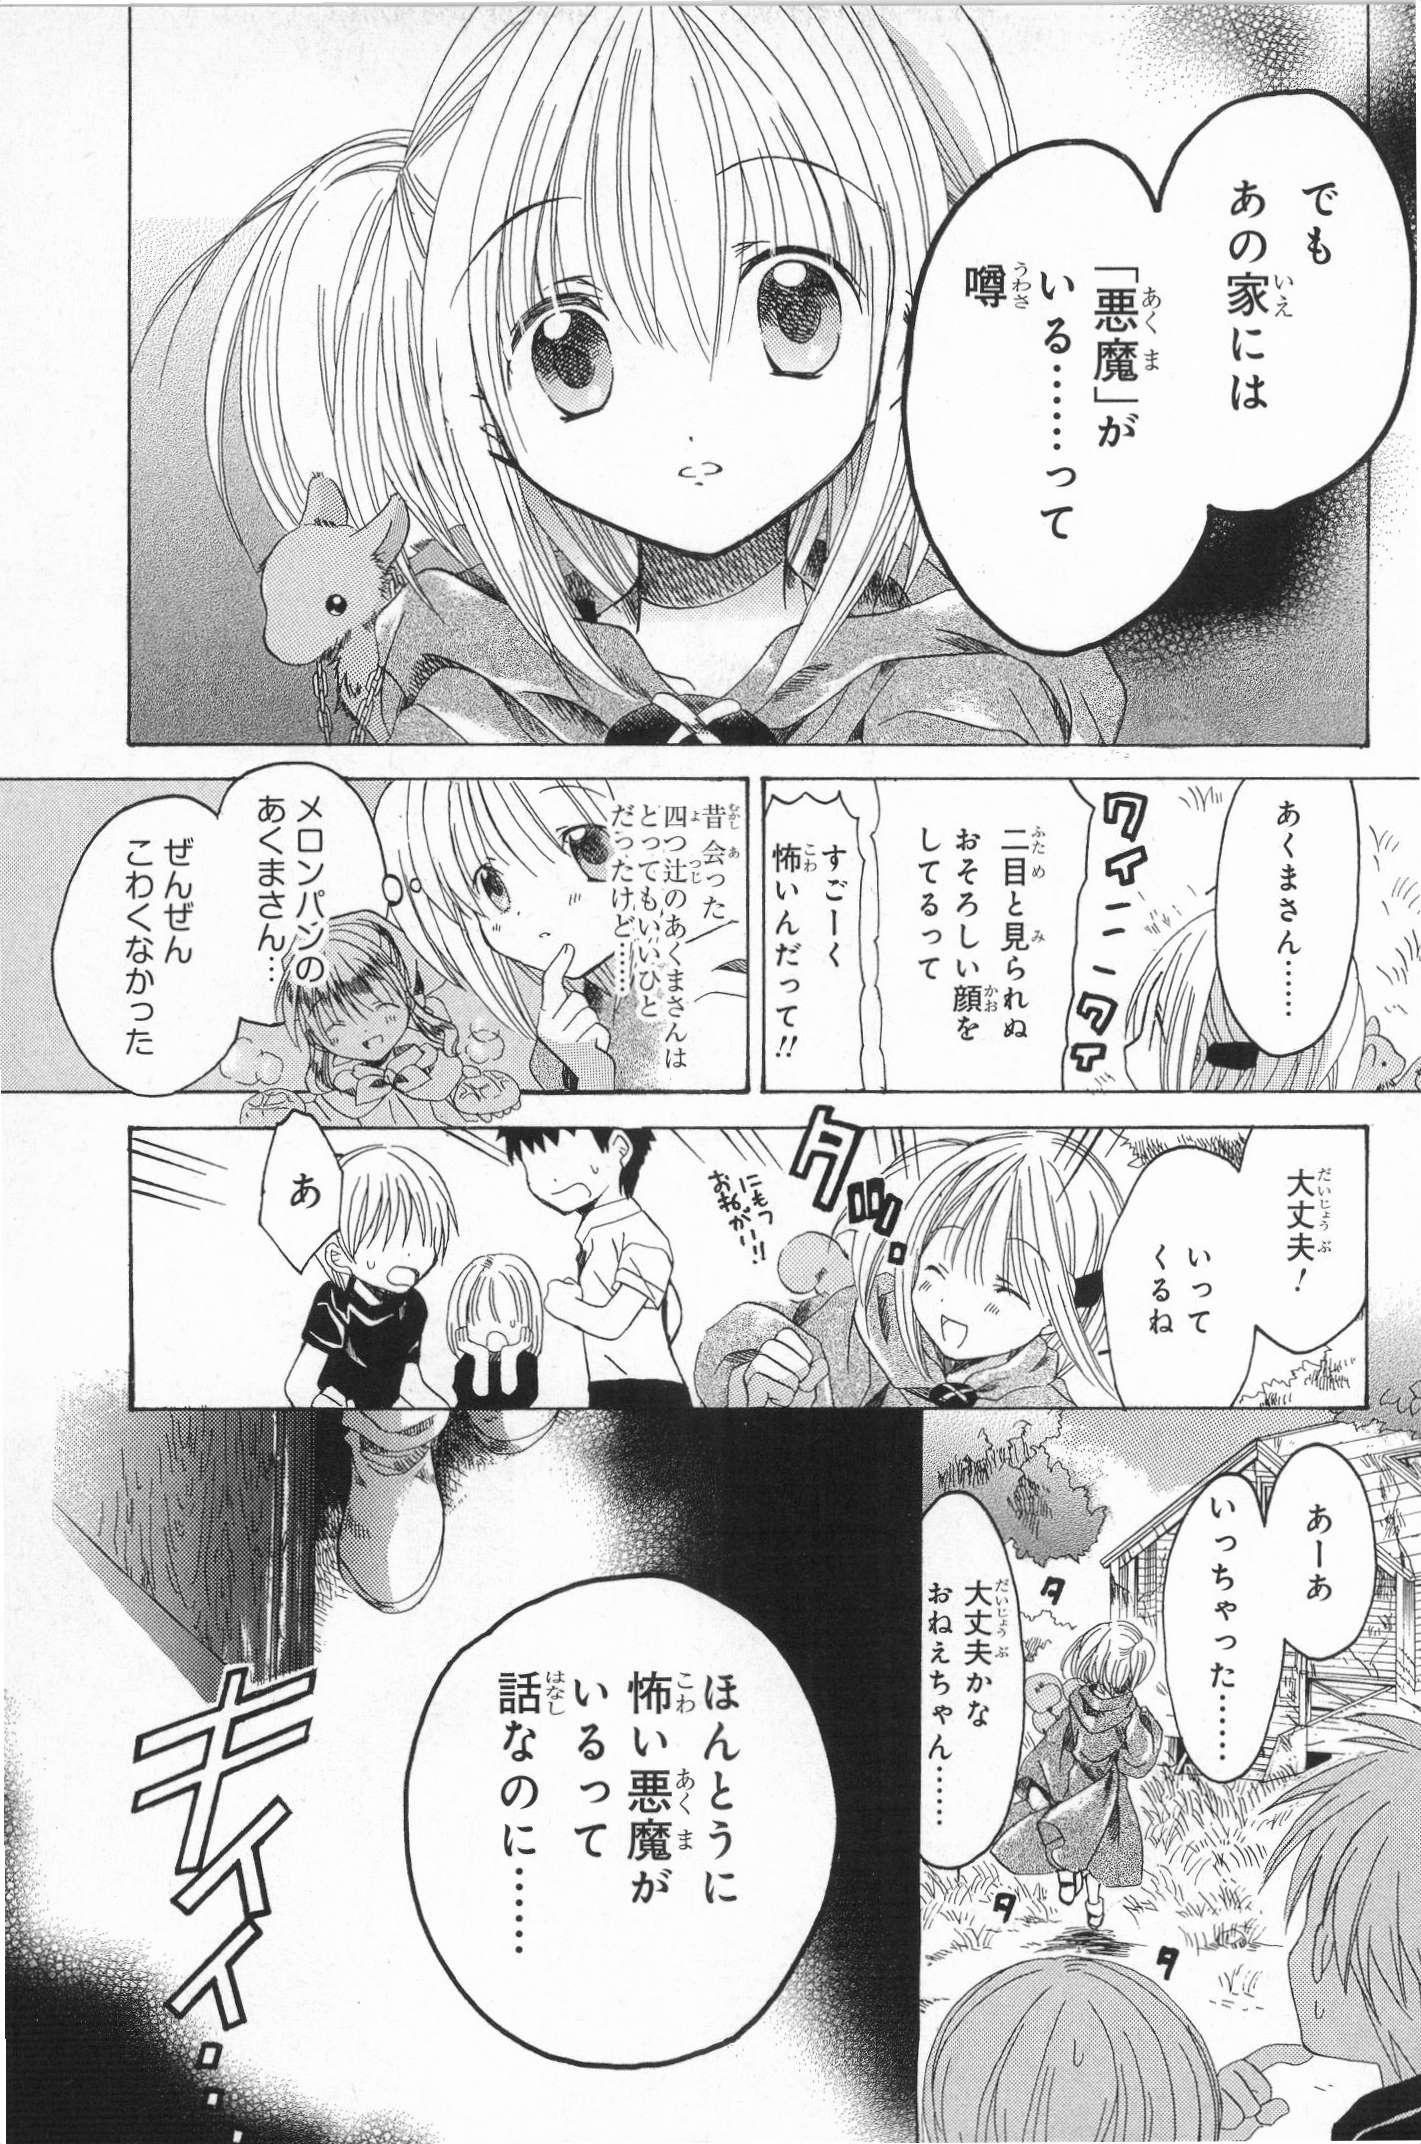 でも
あの家には
「悪魔」が
いる………って
噂
あくまさん……
ワイ
ワイ
二目と見られぬ
おそろしい顔を
してるって
すごーく
怖いんだって!!
昔会った
四つ辻のあくまさんは
とってもいいひと
だったけど……
メロンパンの
あくまさん…
ぜんぜん
こわくなかった
大丈夫!
いって
くるね
ダッ
にもつ
おねがい!!
あ
あーあ
いっちゃった……
大丈夫かな
おねえちゃん……
タ
タ
タ
ほんとうに
怖い悪魔が
いるって
話なのに……
キイィ…